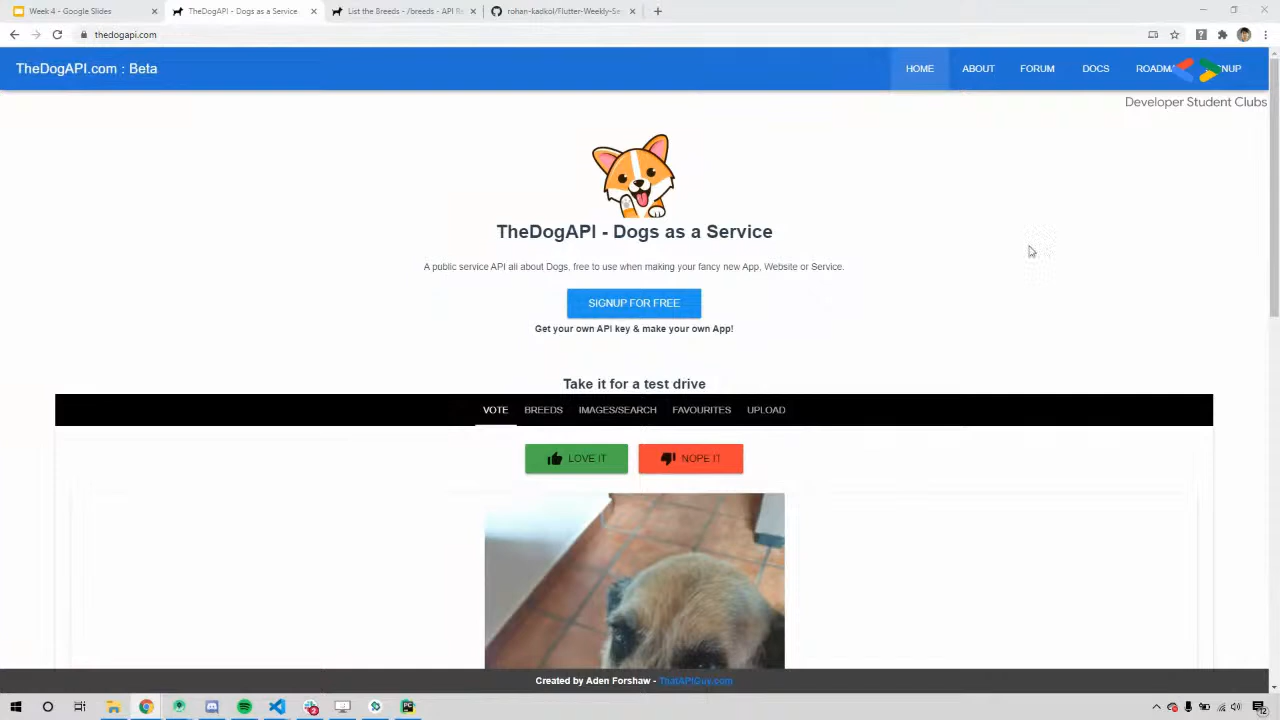 Week 4 - Google Slides
TheDogAPI - Dogs as a Service
List the Breeds - /breeds - API Re
rohan-kadkol/Flutter-Weekly-Se
thedogapi.com
TheDogAPI.com : Beta
HOME
ABOUT
FORUM
DOCS
Developer Student Clubs
TheDogAPI - Dogs as a Service
A public service API all about Dogs, free to use when making your fancy new App, Website or Service.
SIGNUP FOR FREE
Get your own API key & make your own App!
Take it for a test drive
VOTE
BREEDS
IMAGES/SEARCH
FAVOURITES
UPLOAD
LOVE IT
NOPE IT
Created by Aden Forshaw - ThatAPIGuy.com